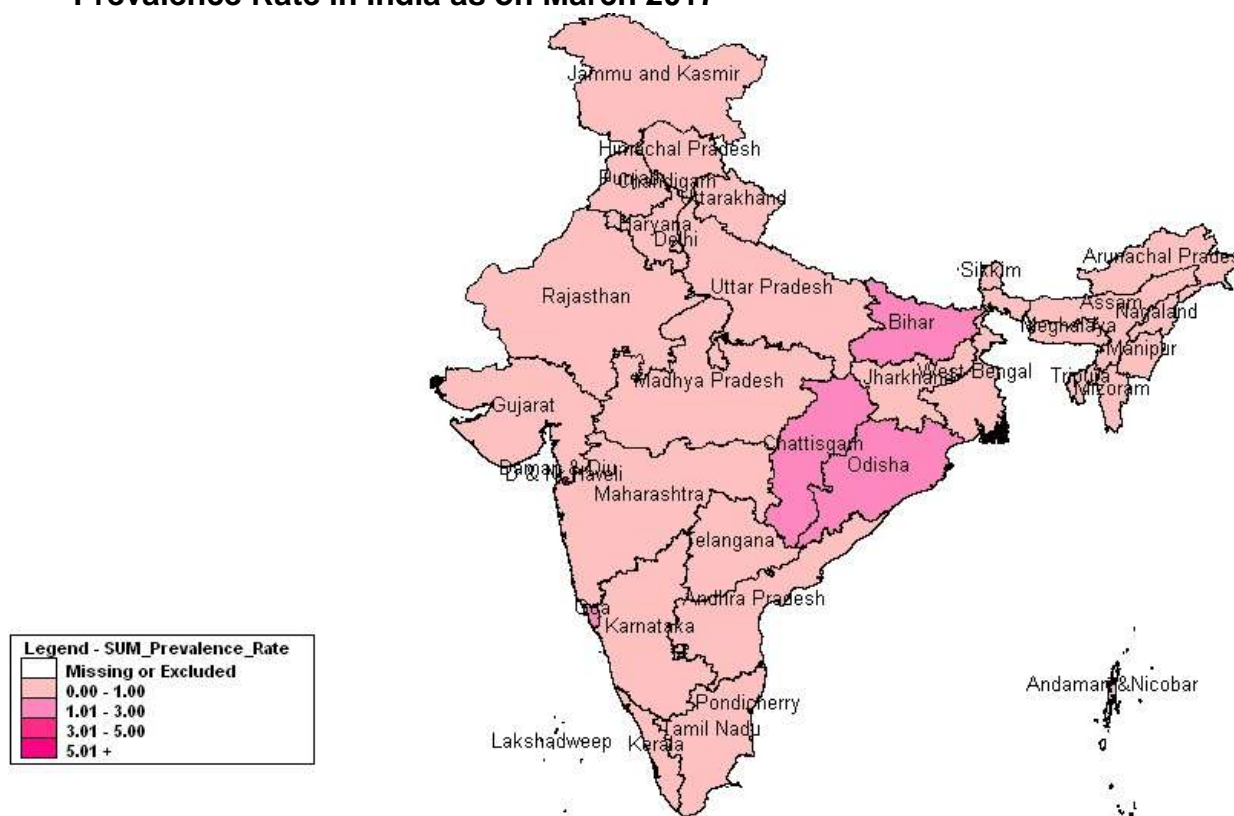 Prevalence Rate in India as on March 2017
Jammu and Kasmir
Himachal Pradesh
Punjab
Chandigarh
Uttarakhand
Haryana
Delhi
Rajasthan
Uttar Pradesh
Bihar
Sikkim
Arunachal Prades
Assam
Nagaland
Meghalaya
Manipur
Tripura
Mizoram
Gujarat
Madhya Pradesh
Jharkhand
West Bengal
Chattisgarh
Odisha
Daman & Diu
D & N Haveli
Maharashtra
Telangana
Goa
Karnataka
Andhra Pradesh
Pondicherry
Tamil Nadu
Kerala
Lakshadweep
Andaman &Nicobar
Legend - SUM_Prevalence_Rate
Missing or Excluded
0.00 - 1.00
1.01 - 3.00
3.01 - 5.00
5.01 +